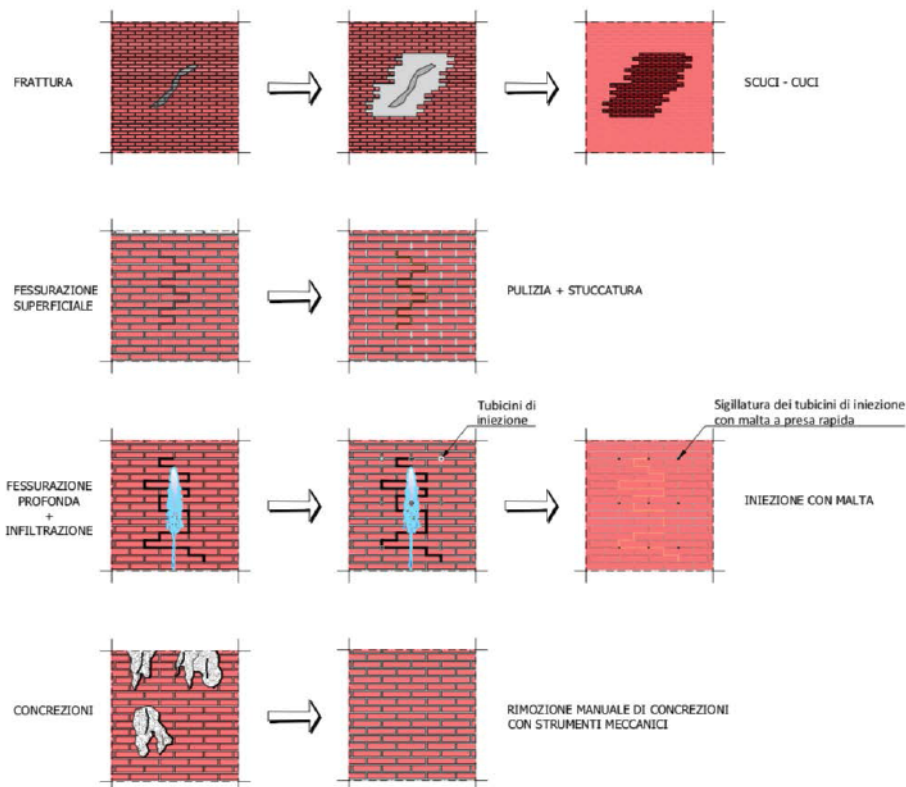 FRATTURA
SCUCI - CUCI
FESSURAZIONE
SUPERFICIALE
PULIZIA + STUCCATURA
Tubicini di
iniezione
Sigillatura dei tubicini di iniezione
con malta a presa rapida
FESSURAZIONE
PROFONDA
+
INFILTRAZIONE
INIEZIONE CON MALTA
CONCREZIONI
RIMOZIONE MANUALE DI CONCREZIONI
CON STRUMENTI MECCANICI